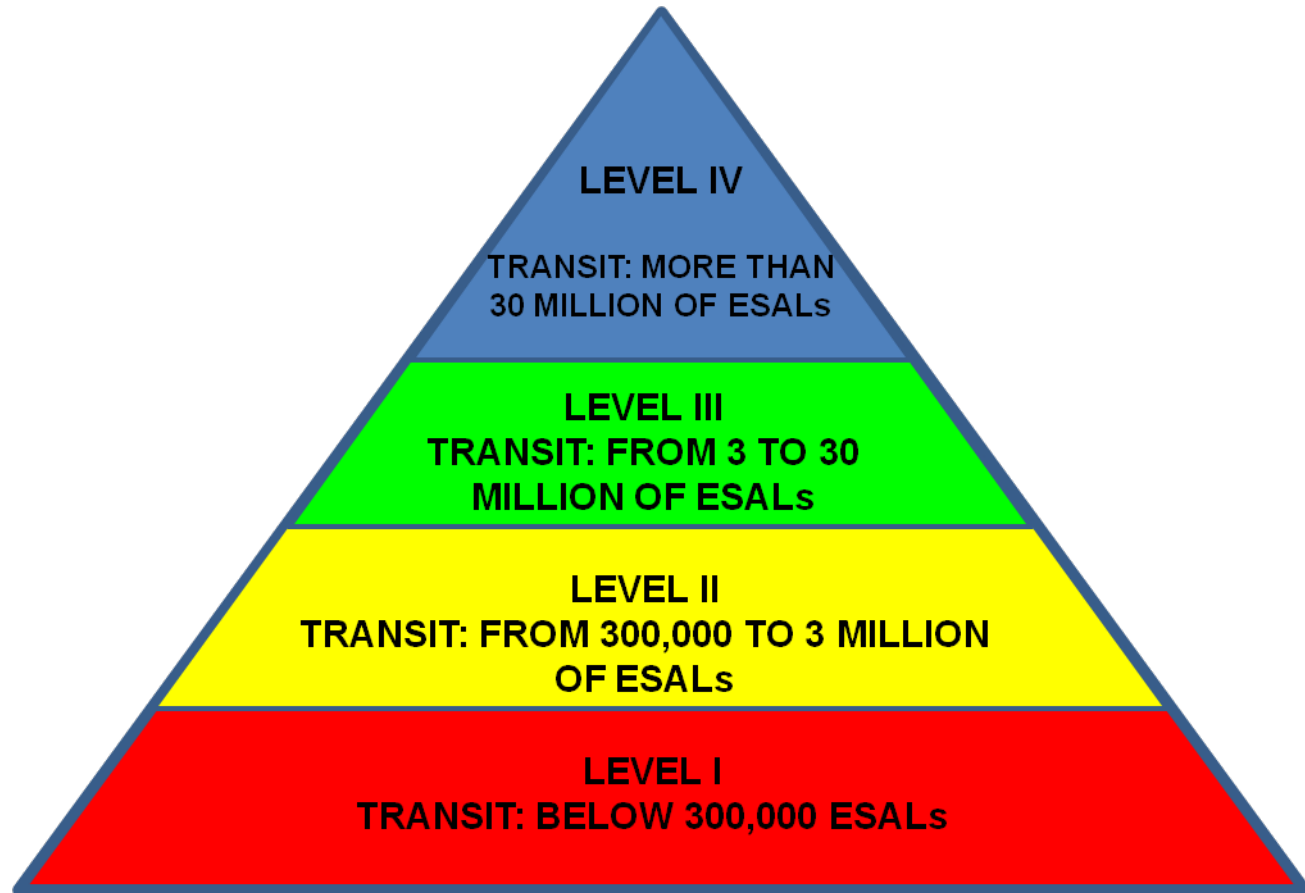 LEVEL IV
TRANSIT: MORE THAN
30 MILLION OF ESALs
LEVEL III
TRANSIT: FROM 3 TO 30
MILLION OF ESALs
LEVEL II
TRANSIT: FROM 300,000 TO 3 MILLION
OF ESALs
LEVEL I
TRANSIT: BELOW 300,000 ESALs